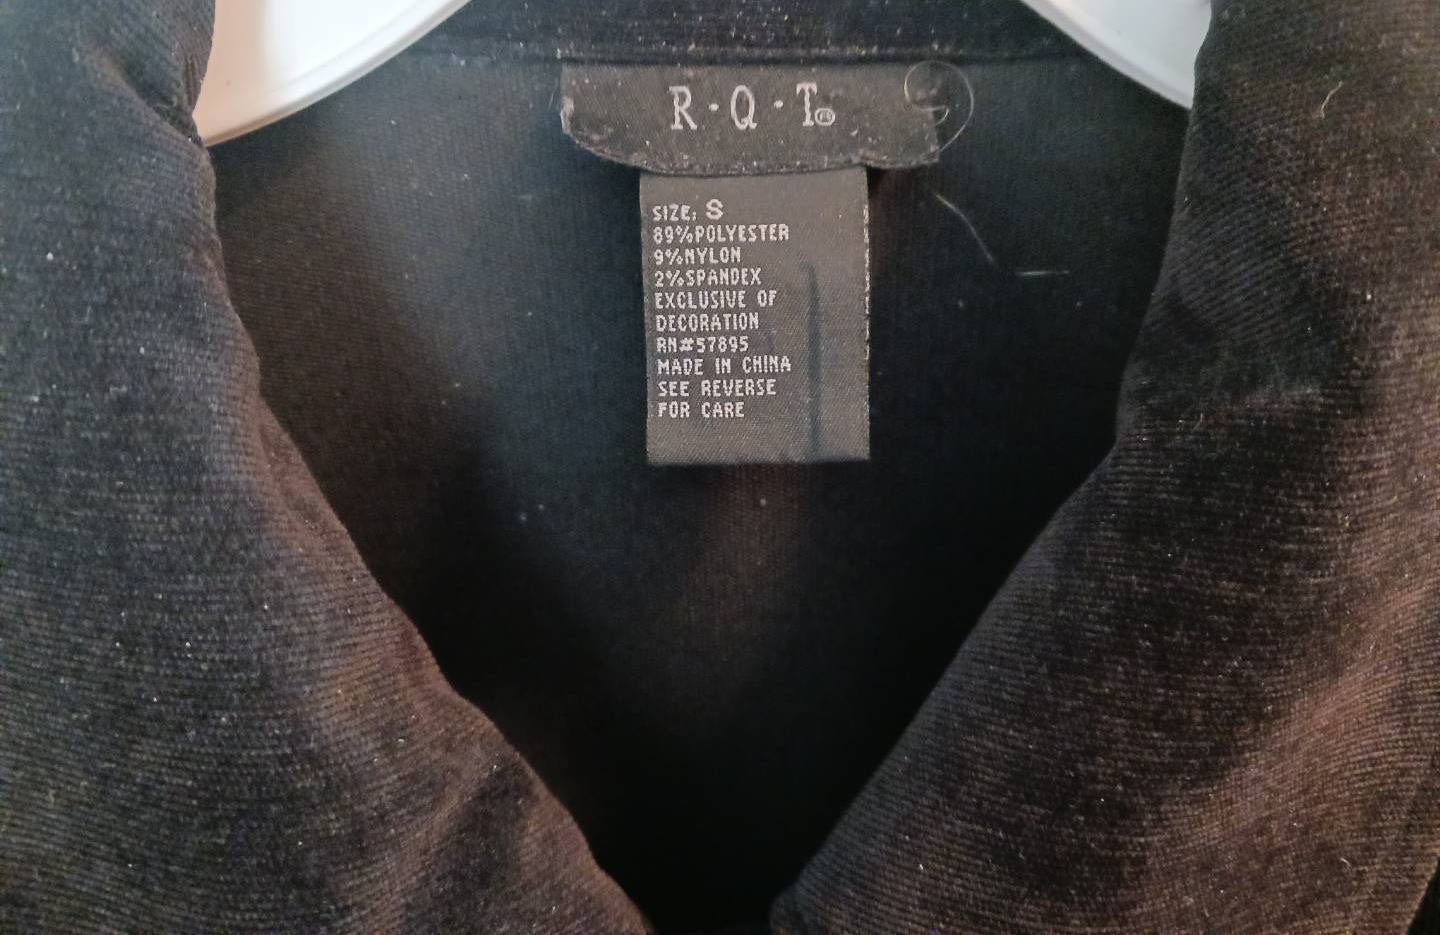 R·Q·T®
SIZE: S
89%POLYESTER
9%NYLON
2%SPANDEX
EXCLUSIVE OF
DECORATION
RN#57895
MADE IN CHINA
SEE REVERSE
FOR CARE